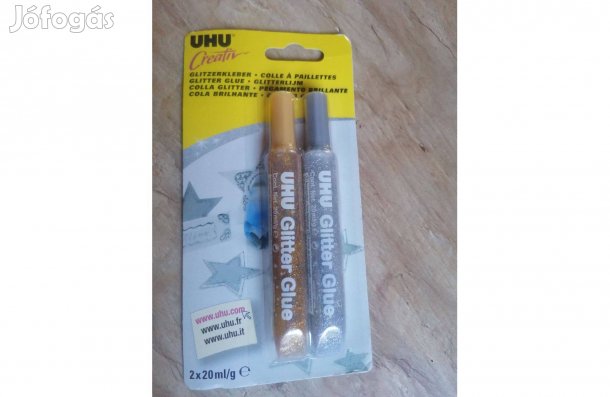 Jófogás
UHU
Creativ
GLITZERKLEBER • COLLE À PAILLETTES
GLITTER GLUE • GLITTERLIJM
COLLA GLITTER • PEGAMENTO BRILLANTE
COLA BRILHANTE •
UHU Glitter Glue
UHU Glitter Glue
www.uhu.com
www.uhu.fr
www.uhu.it
2x20ml/g ℮